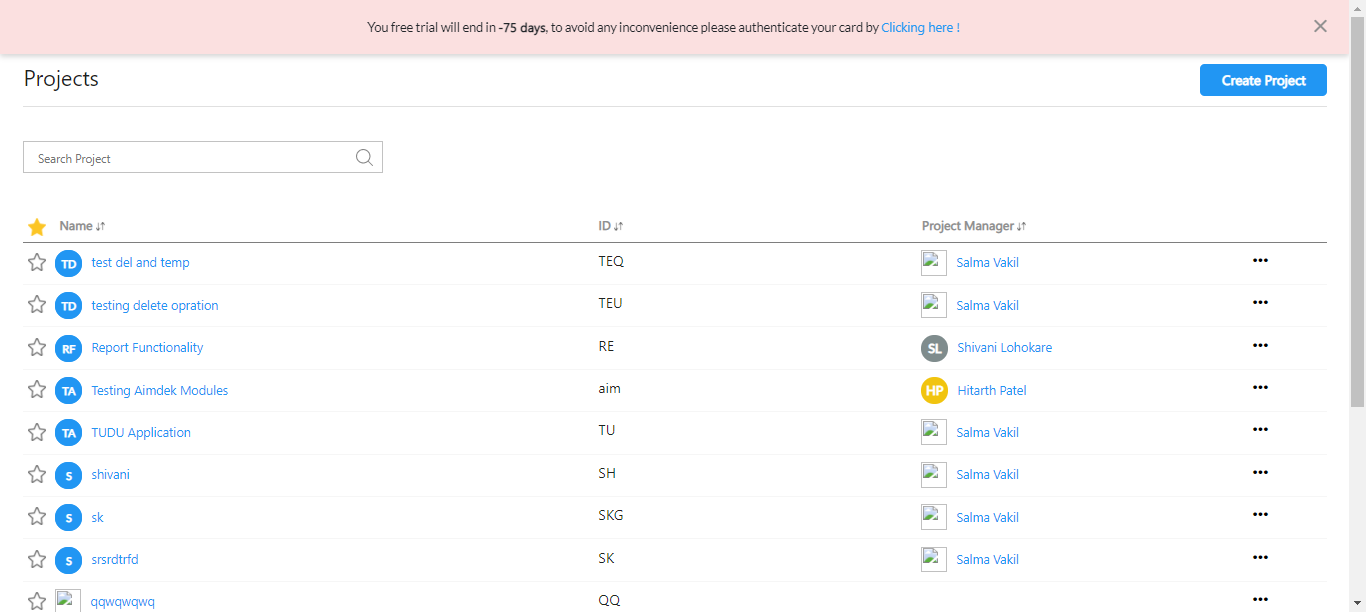 You free trial will end in -75 days, to avoid any inconvenience please authenticate your card by Clicking here !
Projects
Create Project
Search Project
Name ID Project Manager
TD test del and temp TEQ Salma Vakil
TD testing delete opration TEU Salma Vakil
RF Report Functionality RE SL Shivani Lohokare
TA Testing Aimdek Modules aim HP Hitarth Patel
TA TUDU Application TU Salma Vakil
S shivani SH Salma Vakil
S sk SKG Salma Vakil
S srsrdtrfd SK Salma Vakil
qqwqwqwq QQ